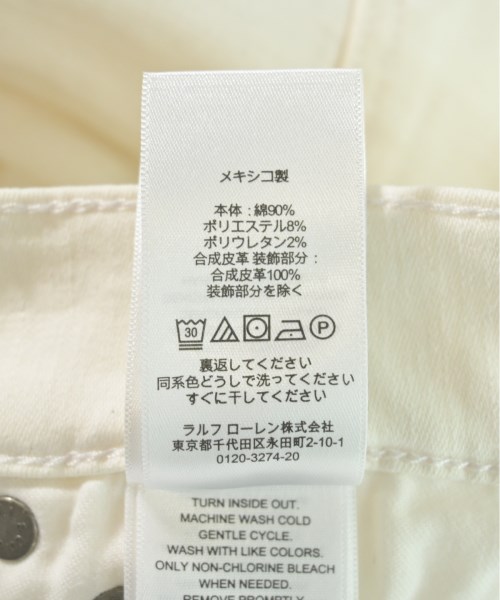 メキシコ製
本体 : 綿90%
ポリエステル8%
ポリウレタン2%
合成皮革 装飾部分 :
合成皮革100%
装飾部分を除く
30 P
裏返してください
同系色どうしで洗ってください
すぐに干してください
ラルフ ローレン株式会社
東京都千代田区永田町2-10-1
0120-3274-20
TURN INSIDE OUT.
MACHINE WASH COLD
GENTLE CYCLE.
WASH WITH LIKE COLORS.
ONLY NON-CHLORINE BLEACH
WHEN NEEDED.
REMOVE PROMPTLY